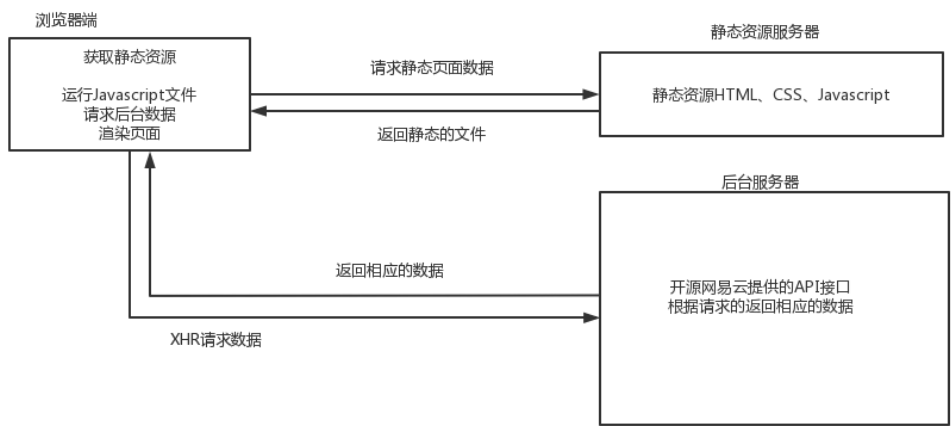 浏览器端
获取静态资源
运行Javascript文件
请求后台数据
渲染页面
请求静态页面数据
返回静态的文件
静态资源服务器
静态资源HTML、CSS、Javascript
后台服务器
开源网易云提供的API接口
根据请求的返回相应的数据
返回相应的数据
XHR请求数据